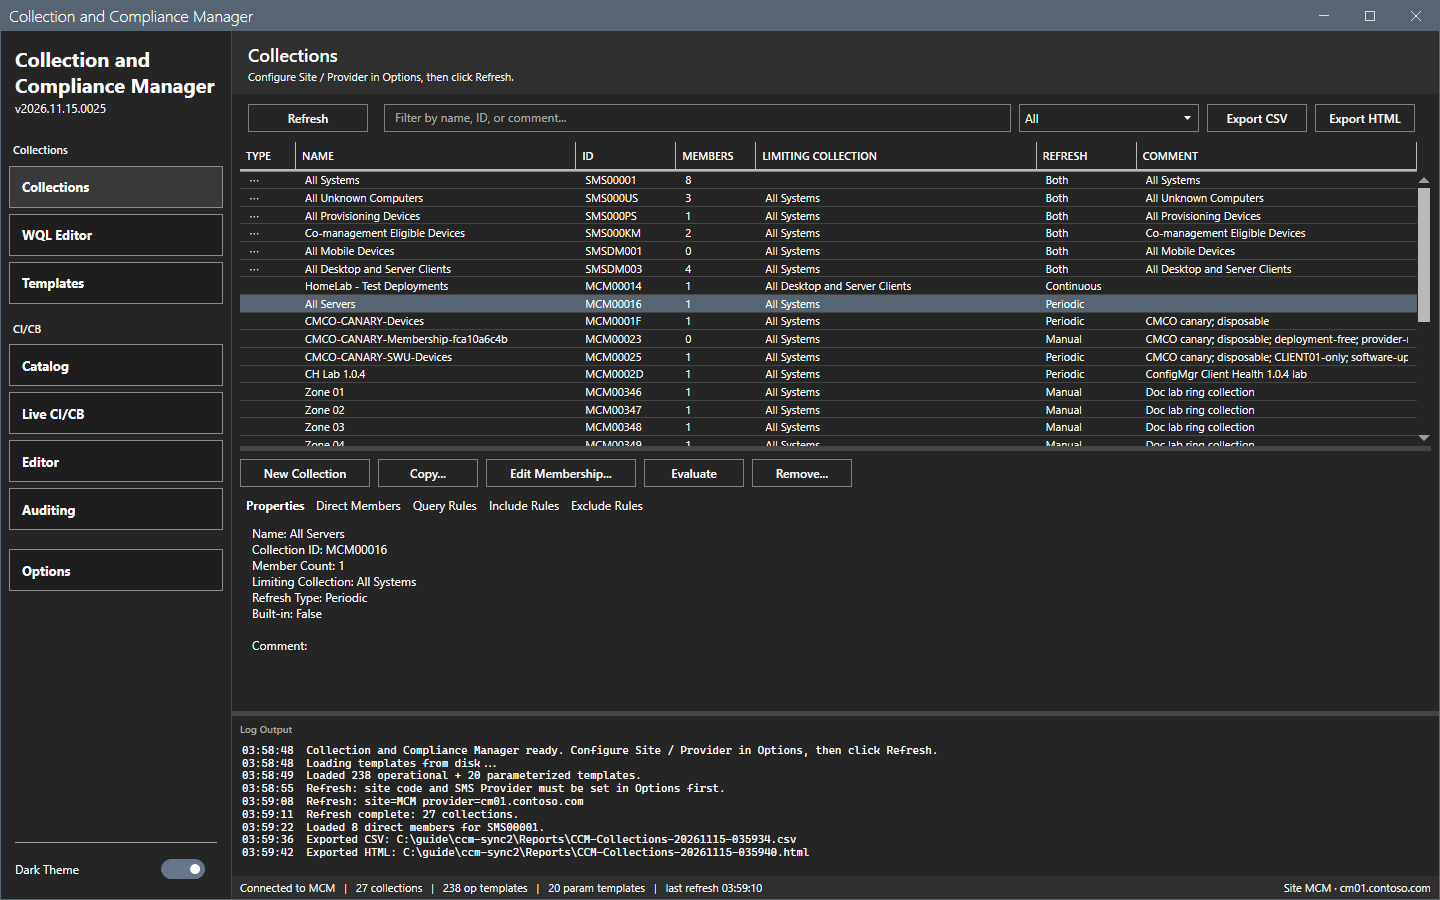 Collection and Compliance Manager
Collection and
Compliance Manager
v2026.11.15.0025
Collections
Collections
WQL Editor
Templates
CI/CB
Catalog
Live CI/CB
Editor
Auditing
Options
Dark Theme
Collections
Configure Site / Provider in Options, then click Refresh.
Refresh
Filter by name, ID, or comment...
All
Export CSV
Export HTML
TYPE NAME ID MEMBERS LIMITING COLLECTION REFRESH COMMENT
... All Systems SMS00001 8 Both All Systems
... All Unknown Computers SMS000US 3 All Systems Both All Unknown Computers
... All Provisioning Devices SMS000PS 1 All Systems Both All Provisioning Devices
... Co-management Eligible Devices SMS000KM 2 All Systems Both Co-management Eligible Devices
... All Mobile Devices SMSDM001 0 All Systems Both All Mobile Devices
... All Desktop and Server Clients SMSDM003 4 All Systems Both All Desktop and Server Clients
HomeLab - Test Deployments MCM00014 1 All Desktop and Server Clients Continuous
All Servers MCM00016 1 All Systems Periodic
CMCO-CANARY-Devices MCM0001F 1 All Systems Periodic CMCO canary; disposable
CMCO-CANARY-Membership-fca10a6c4b MCM00023 0 All Systems Manual CMCO canary; disposable; deployment-free; provider-
CMCO-CANARY-SWU-Devices MCM00025 1 All Systems Periodic CMCO canary; disposable; CLIENT01-only; software-up
CH Lab 1.0.4 MCM0002D 1 All Systems Periodic ConfigMgr Client Health 1.0.4 lab
Zone 01 MCM00346 1 All Systems Manual Doc lab ring collection
Zone 02 MCM00347 1 All Systems Manual Doc lab ring collection
Zone 03 MCM00348 1 All Systems Manual Doc lab ring collection
Zone 04 MCM00349 1 All Systems Manual Doc lab ring collection
New Collection
Copy...
Edit Membership...
Evaluate
Remove...
Properties Direct Members Query Rules Include Rules Exclude Rules
Name: All Servers
Collection ID: MCM00016
Member Count: 1
Limiting Collection: All Systems
Refresh Type: Periodic
Built-in: False
Comment:
Log Output
03:58:48 Collection and Compliance Manager ready. Configure Site / Provider in Options, then click Refresh.
03:58:48 Loading templates from disk...
03:58:49 Loaded 238 operational + 20 parameterized templates.
03:58:55 Refresh: site code and SMS Provider must be set in Options first.
03:59:08 Refresh: site=MCM provider=cm01.contoso.com
03:59:11 Refresh complete: 27 collections.
03:59:22 Loaded 8 direct members for SMS00001.
03:59:36 Exported CSV: C:\guide\ccm-sync2\Reports\CCM-Collections-20261115-035934.csv
03:59:42 Exported HTML: C:\guide\ccm-sync2\Reports\CCM-Collections-20261115-035940.html
Connected to MCM | 27 collections | 238 op templates | 20 param templates | last refresh 03:59:10
Site MCM · cm01.contoso.com